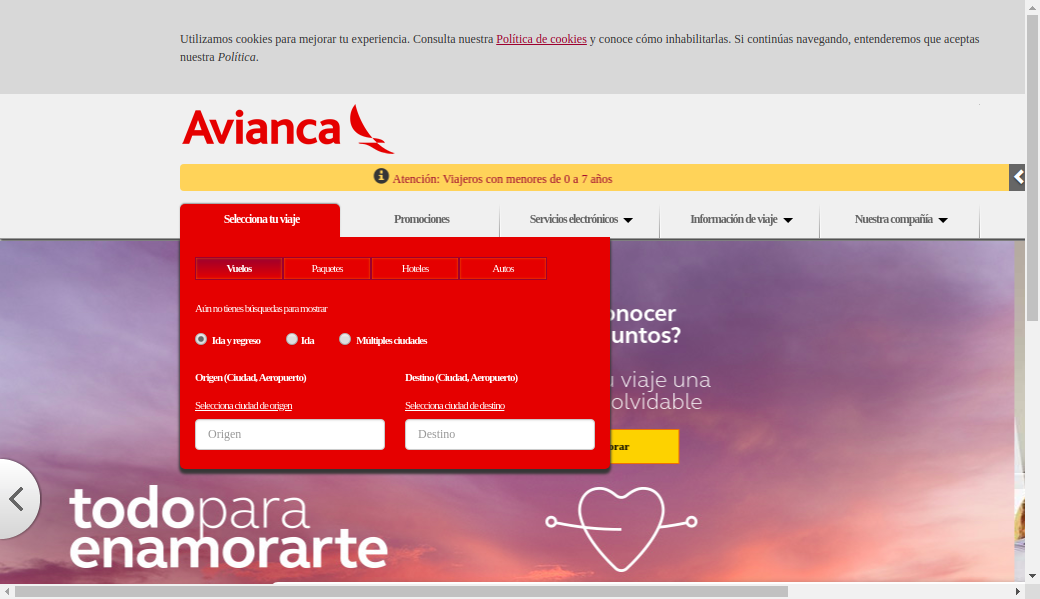 Utilizamos cookies para mejorar tu experiencia. Consulta nuestra Política de cookies y conoce cómo inhabilitarlas. Si continúas navegando, entenderemos que aceptas
nuestra Política.
Avianca
Atención: Viajeros con menores de 0 a 7 años
Selecciona tu viaje Promociones Servicios electrónicos Información de viaje Nuestra compañía
Vuelos Paquetes Hoteles Autos
Aún no tienes búsquedas para mostrar
Ida y regreso Ida Múltiples ciudades
Origen (Ciudad, Aeropuerto) Destino (Ciudad, Aeropuerto)
Selecciona ciudad de origen Selecciona ciudad de destino
Origen Destino
onocer
untos?
u viaje una
olvidable
orar
todopara
enamorarte